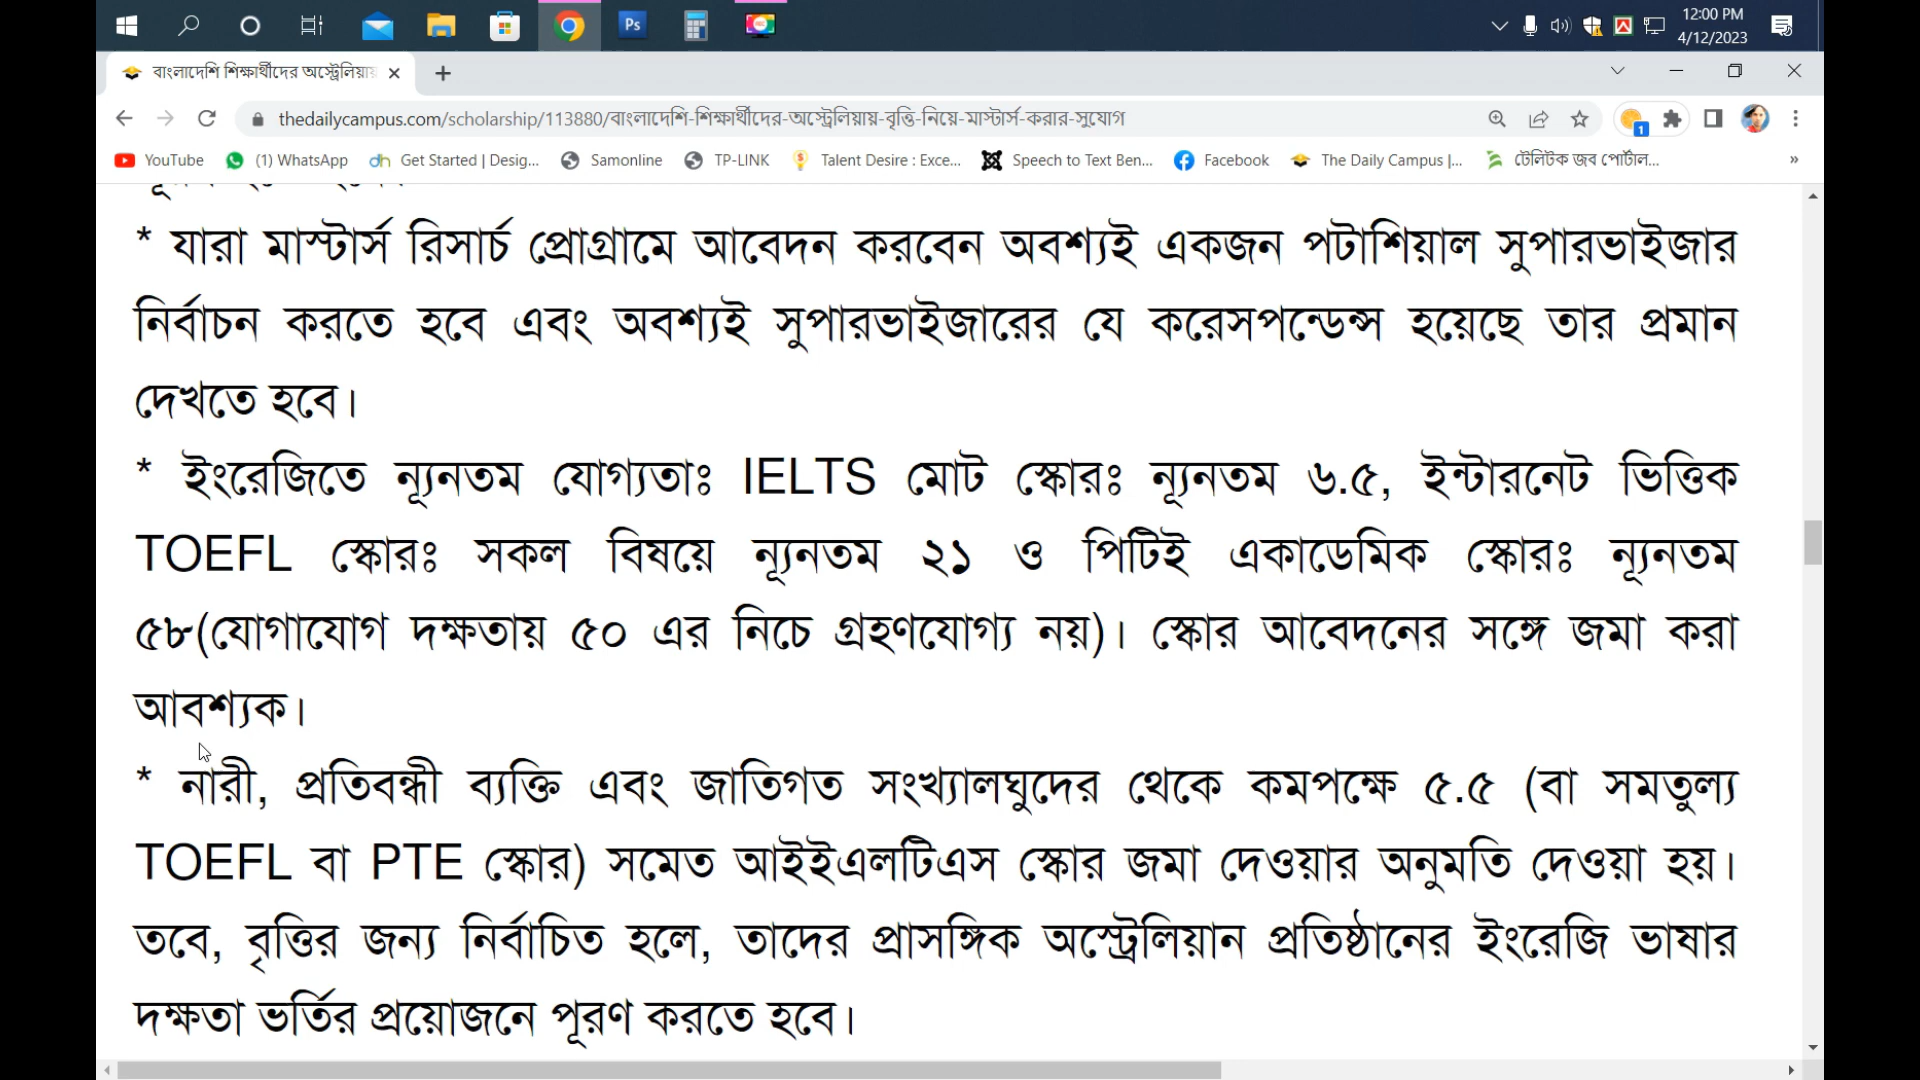 Ps
12:00 PM
4/12/2023
বাংলাদেশি শিক্ষার্থীদের অস্ট্রেলিয়ায়
thedailycampus.com/scholarship/113880/বাংলাদেশি-শিক্ষার্থীদের-অস্ট্রেলিয়ায়-বৃত্তি-নিয়ে-মাস্টার্স-করার-সুযোগ
1
YouTube (1) WhatsApp Get Started | Desig... Samonline TP-LINK Talent Desire : Exce... Speech to Text Ben... Facebook The Daily Campus |... টেলিটক জব পোর্টাল... »
* যারা মাস্টার্স রিসার্চ প্রোগ্রামে আবেদন করবেন অবশ্যই একজন পটাশিয়াল সুপারভাইজার
নির্বাচন করতে হবে এবং অবশ্যই সুপারভাইজারের যে করেসপন্ডেন্স হয়েছে তার প্রমান
দেখতে হবে।
* ইংরেজিতে ন্যূনতম যোগ্যতাঃ IELTS মোট স্কোরঃ ন্যূনতম ৬.৫, ইন্টারনেট ভিত্তিক
TOEFL স্কোরঃ সকল বিষয়ে ন্যূনতম ২১ ও পিটিই একাডেমিক স্কোরঃ ন্যূনতম
৫৮(যোগাযোগ দক্ষতায় ৫০ এর নিচে গ্রহণযোগ্য নয়)। স্কোর আবেদনের সঙ্গে জমা করা
আবশ্যক।
* নারী, প্রতিবন্ধী ব্যক্তি এবং জাতিগত সংখ্যালঘুদের থেকে কমপক্ষে ৫.৫ (বা সমতুল্য
TOEFL বা PTE স্কোর) সমেত আইইএলটিএস স্কোর জমা দেওয়ার অনুমতি দেওয়া হয়।
তবে, বৃত্তির জন্য নির্বাচিত হলে, তাদের প্রাসঙ্গিক অস্ট্রেলিয়ান প্রতিষ্ঠানের ইংরেজি ভাষার
দক্ষতা ভর্তির প্রয়োজনে পূরণ করতে হবে।